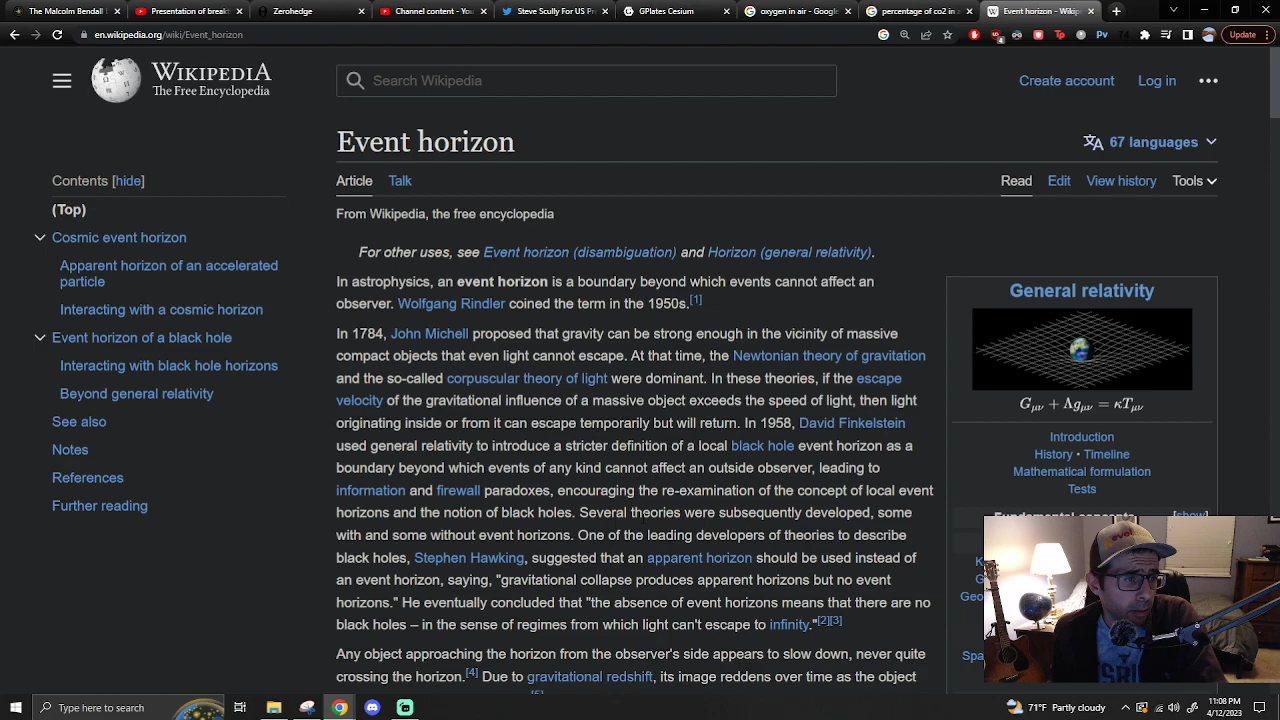 The Malcolm Bendall
Presentation of break
Zerohedge
Channel content - You
Steve Scully For US Pr
GPlates Cesium
oxygen in air - Google
percentage of co2 in a
Event horizon - Wikip
en.wikipedia.org/wiki/Event_horizon
Update
WIKIPEDIA
The Free Encyclopedia
Search Wikipedia
Create account
Log in
Event horizon
67 languages
Contents [hide]
(Top)
Cosmic event horizon
Apparent horizon of an accelerated
particle
Interacting with a cosmic horizon
Event horizon of a black hole
Interacting with black hole horizons
Beyond general relativity
See also
Notes
References
Further reading
Article
Talk
Read
Edit
View history
Tools
From Wikipedia, the free encyclopedia
For other uses, see Event horizon (disambiguation) and Horizon (general relativity).
In astrophysics, an event horizon is a boundary beyond which events cannot affect an
observer. Wolfgang Rindler coined the term in the 1950s.[1]
In 1784, John Michell proposed that gravity can be strong enough in the vicinity of massive
compact objects that even light cannot escape. At that time, the Newtonian theory of gravitation
and the so-called corpuscular theory of light were dominant. In these theories, if the escape
velocity of the gravitational influence of a massive object exceeds the speed of light, then light
originating inside or from it can escape temporarily but will return. In 1958, David Finkelstein
used general relativity to introduce a stricter definition of a local black hole event horizon as a
boundary beyond which events of any kind cannot affect an outside observer, leading to
information and firewall paradoxes, encouraging the re-examination of the concept of local event
horizons and the notion of black holes. Several theories were subsequently developed, some
with and some without event horizons. One of the leading developers of theories to describe
black holes, Stephen Hawking, suggested that an apparent horizon should be used instead of
an event horizon, saying, "gravitational collapse produces apparent horizons but no event
horizons." He eventually concluded that "the absence of event horizons means that there are no
black holes – in the sense of regimes from which light can't escape to infinity."[2][3]
Any object approaching the horizon from the observer's side appears to slow down, never quite
crossing the horizon.[4] Due to gravitational redshift, its image reddens over time as the object
General relativity
Gμν + Λgμν = κTμν
Introduction
History • Timeline
Mathematical formulation
Tests
Fundamental concepts
[show]
Type here to search
71°F Partly cloudy
11:08 PM
4/12/2023